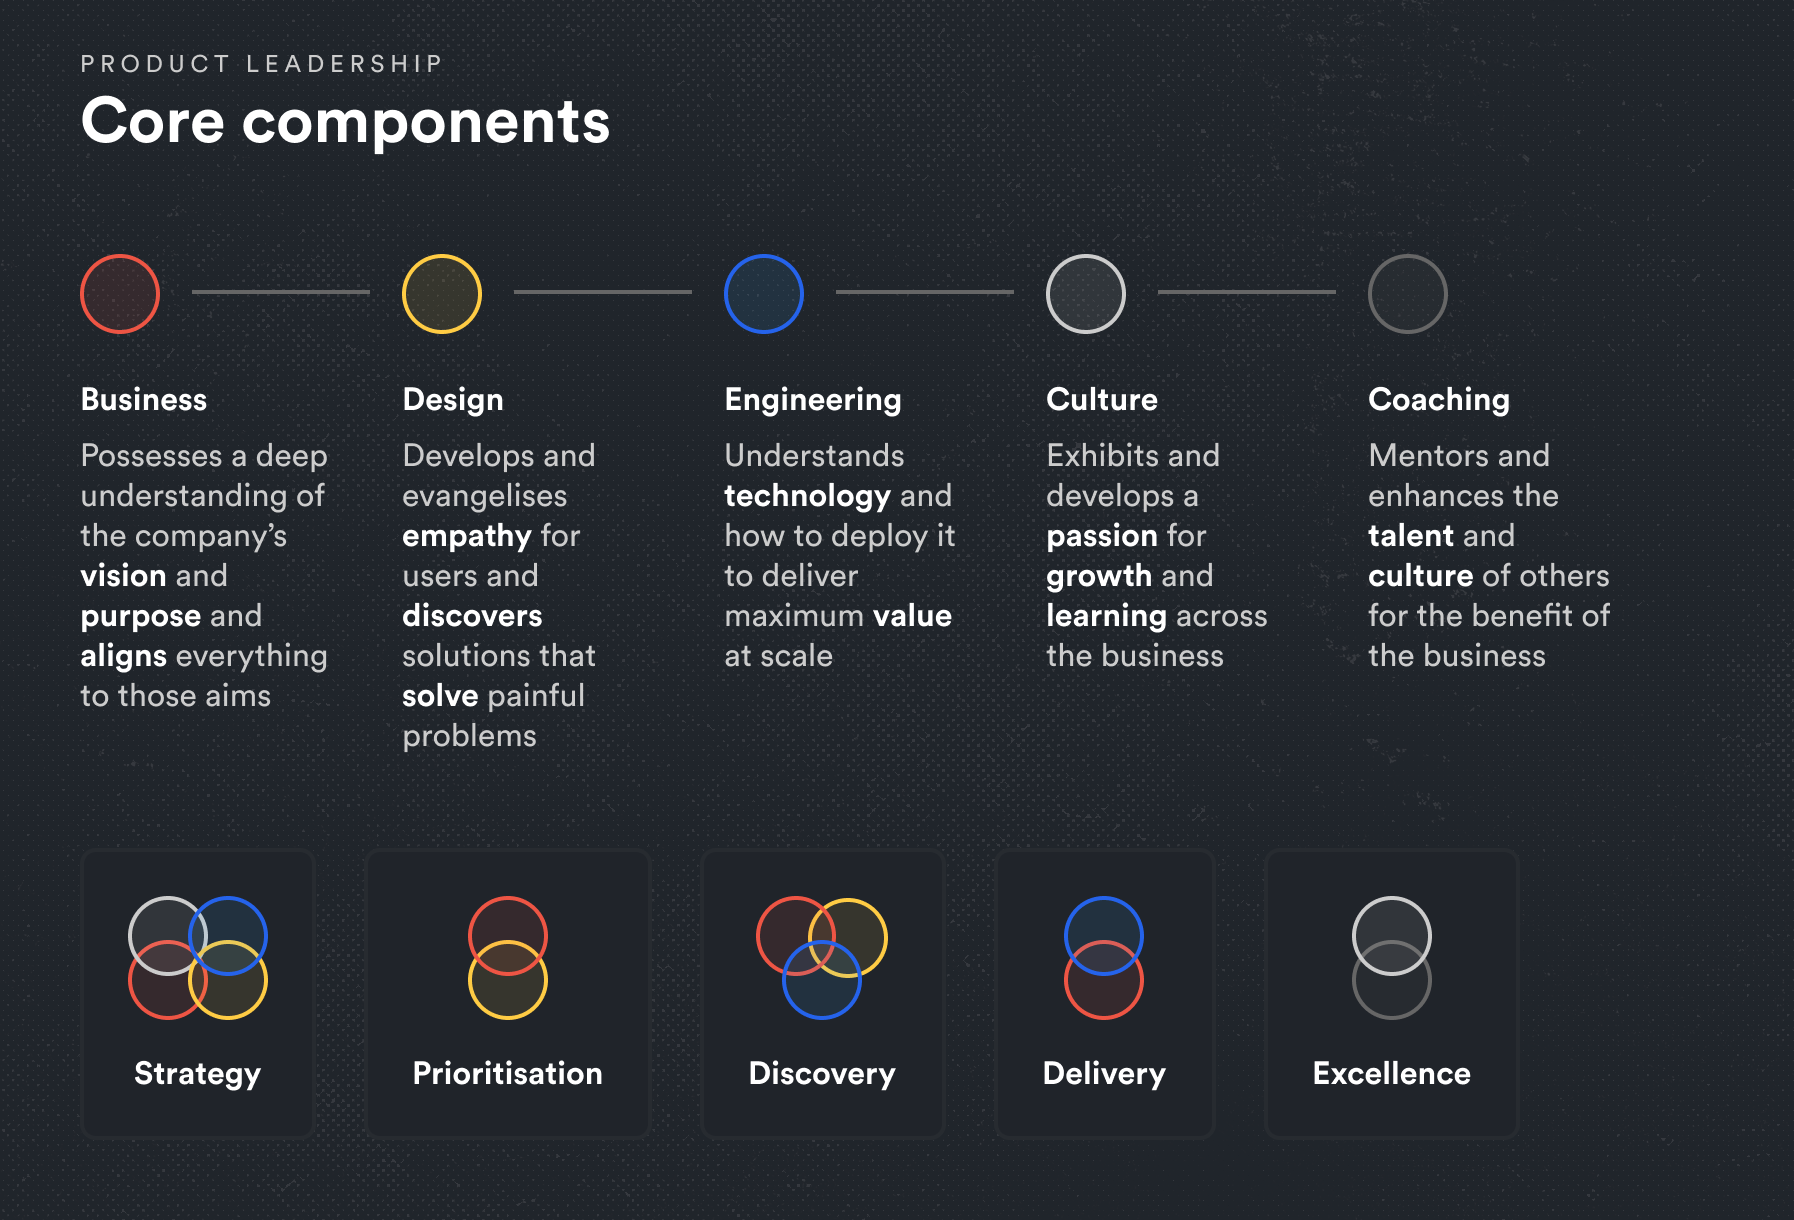 PRODUCT LEADERSHIP
Core components
Business
Possesses a deep
understanding of
the company’s
vision and
purpose and
aligns everything
to those aims
Design
Develops and
evangelises
empathy for
users and
discovers
solutions that
solve painful
problems
Engineering
Understands
technology and
how to deploy it
to deliver
maximum value
at scale
Culture
Exhibits and
develops a
passion for
growth and
learning across
the business
Coaching
Mentors and
enhances the
talent and
culture of others
for the benefit of
the business
Strategy
Prioritisation
Discovery
Delivery
Excellence